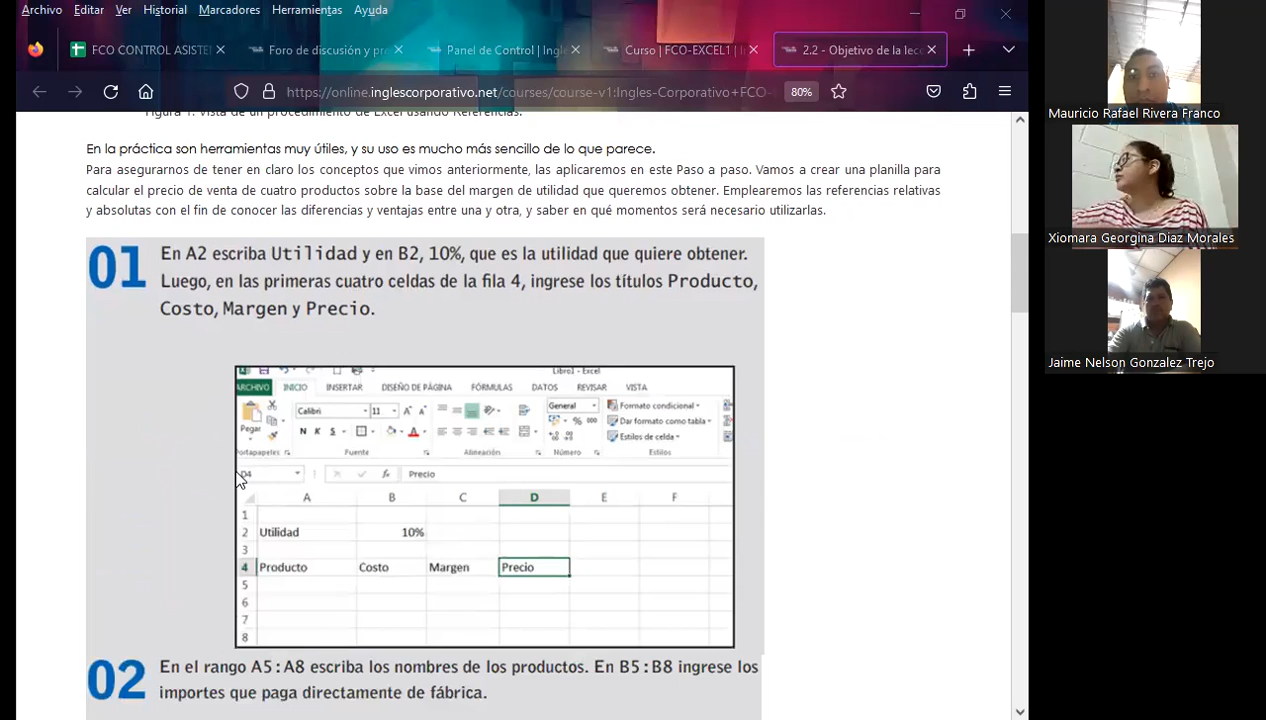 Archivo Editar Ver Historial Marcadores Herramientas Ayuda
FCO CONTROL ASISTEN
Foro de discusión y pr
Panel de Control | Ingle
Curso | FCO-EXCEL1 | I
2.2 - Objetivo de la lecc
https://online.inglescorporativo.net/courses/course-v1:Ingles-Corporativo+FCO-
80%
Figura 1. Vista de un procedimiento de Excel usando Referencias.
En la práctica son herramientas muy útiles, y su uso es mucho más sencillo de lo que parece.
Para asegurarnos de tener en claro los conceptos que vimos anteriormente, las aplicaremos en este Paso a paso. Vamos a crear una planilla para
calcular el precio de venta de cuatro productos sobre la base del margen de utilidad que queremos obtener. Emplearemos las referencias relativas
y absolutas con el fin de conocer las diferencias y ventajas entre una y otra, y saber en qué momentos será necesario utilizarlas.
01
En A2 escriba Utilidad y en B2, 10%, que es la utilidad que quiere obtener.
Luego, en las primeras cuatro celdas de la fila 4, ingrese los títulos Producto,
Costo, Margen y Precio.
Libro1 - Excel
ARCHIVO INICIO INSERTAR DISEÑO DE PÁGINA FÓRMULAS DATOS REVISAR VISTA
Pegar
Calibri 11
General
Formato condicional
Dar formato como tabla
Estilos de celda
N K S
% 000
Portapapeles Fuente Alineación Número Estilos
D4 fx Precio
A B C D E F
1
2 Utilidad 10%
3
4 Producto Costo Margen Precio
5
6
7
8
02
En el rango A5:A8 escriba los nombres de los productos. En B5:B8 ingrese los
importes que paga directamente de fábrica.
Mauricio Rafael Rivera Franco
Xiomara Georgina Diaz Morales
Jaime Nelson Gonzalez Trejo